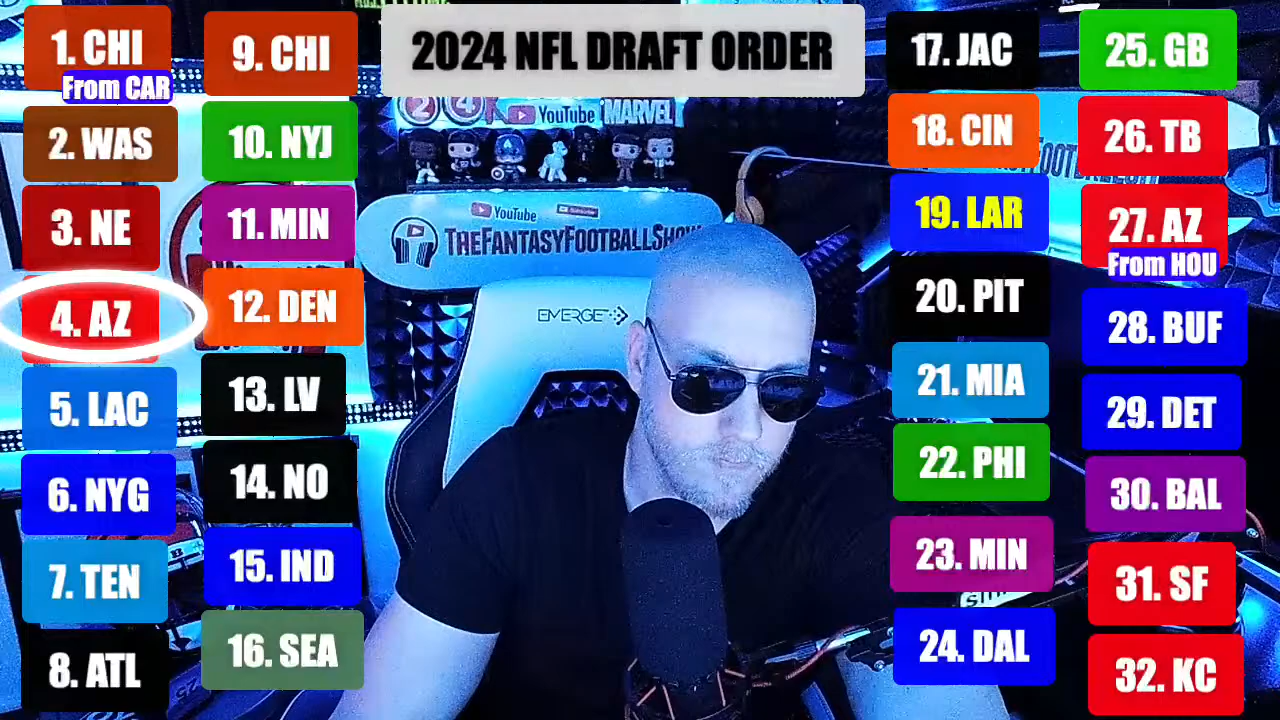 2024 NFL DRAFT ORDER
1. CHI
From CAR
2. WAS
3. NE
4. AZ
5. LAC
6. NYG
7. TEN
8. ATL
9. CHI
10. NYJ
11. MIN
12. DEN
13. LV
14. NO
15. IND
16. SEA
17. JAC
18. CIN
19. LAR
20. PIT
21. MIA
22. PHI
23. MIN
24. DAL
25. GB
26. TB
27. AZ
From HOU
28. BUF
29. DET
30. BAL
31. SF
32. KC
2 4 K YouTube MARVEL
YouTube
THEFANTASYFOOTBALLSHOW
EMERGE